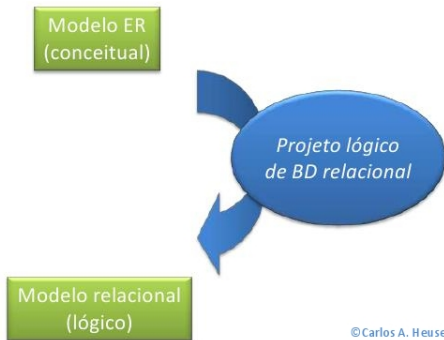 Modelo ER
(conceitual)
Projeto lógico
de BD relacional
Modelo relacional
(lógico)
©Carlos A. Heuse